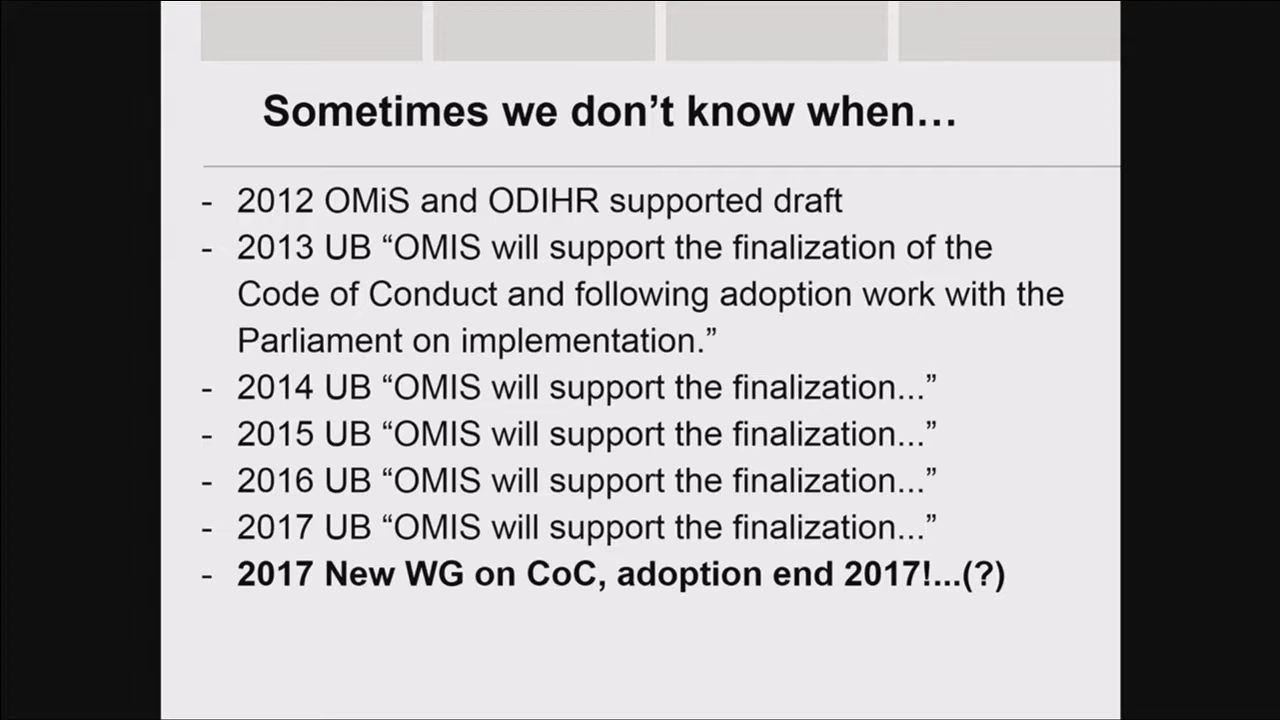 Sometimes we don’t know when…
- 2012 OMiS and ODIHR supported draft
- 2013 UB “OMIS will support the finalization of the
Code of Conduct and following adoption work with the
Parliament on implementation.”
- 2014 UB “OMIS will support the finalization...”
- 2015 UB “OMIS will support the finalization...”
- 2016 UB “OMIS will support the finalization...”
- 2017 UB “OMIS will support the finalization...”
- 2017 New WG on CoC, adoption end 2017!...(?)